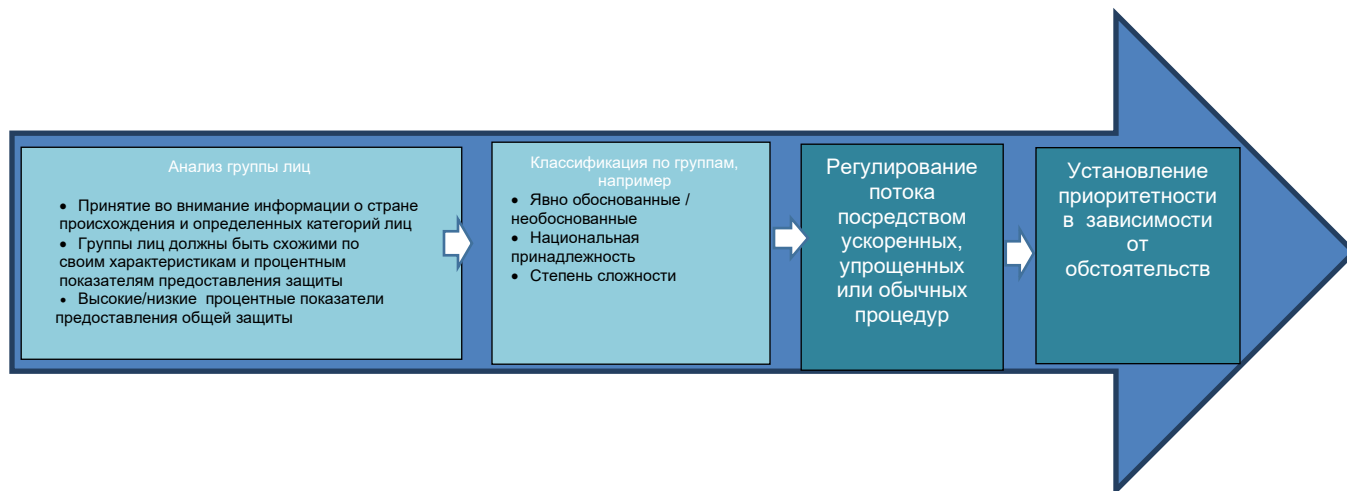 Анализ группы лиц
• Принятие во внимание информации о стране
происхождения и определенных категорий лиц
• Группы лиц должны быть схожими по
своим характеристикам и процентным
показателям предоставления защиты
• Высокие/низкие процентные показатели
предоставления общей защиты
Классификация по группам,
например
• Явно обоснованные /
необоснованные
• Национальная
принадлежность
• Степень сложности
Регулирование
потока
посредством
ускоренных,
упрощенных
или обычных
процедур
Установление
приоритетности
в зависимости
от
обстоятельств